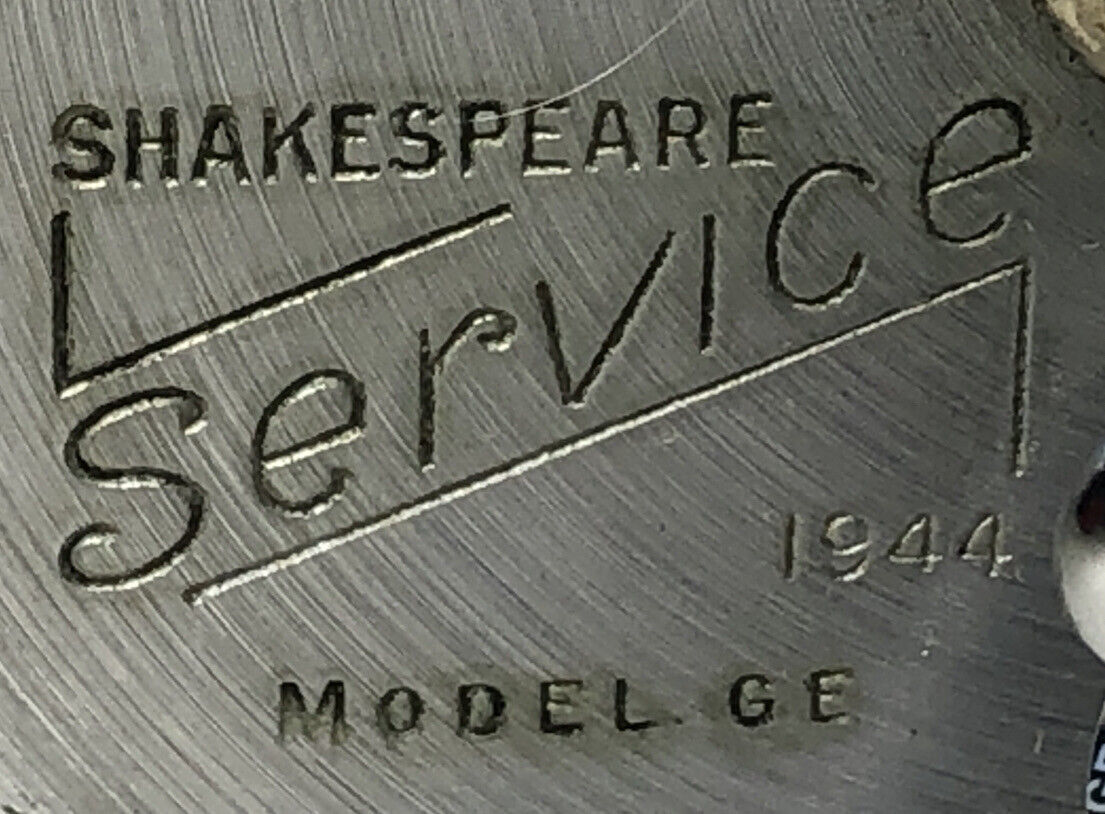 SHAKESPEARE
Service
1944
MODEL GE